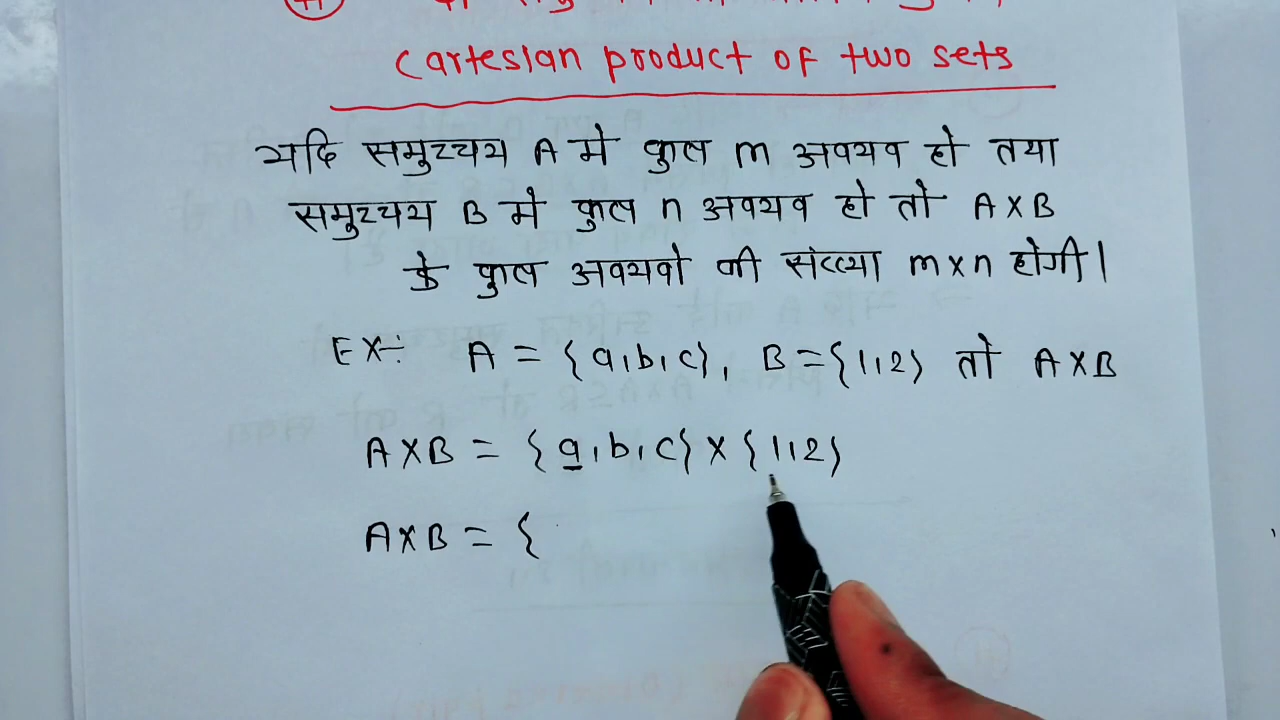 Cartesian product of two sets
यदि समुच्चय A मे कुल m अवयव हो तथा
समुच्चय B मे कुल n अवयव हो तो A×B
के कुल अवयवो की संख्या m×n होगी।
Ex÷ A = {a,b,c}, B={1,2} तो A×B
A×B = {a,b,c}×{1,2}
A×B = {